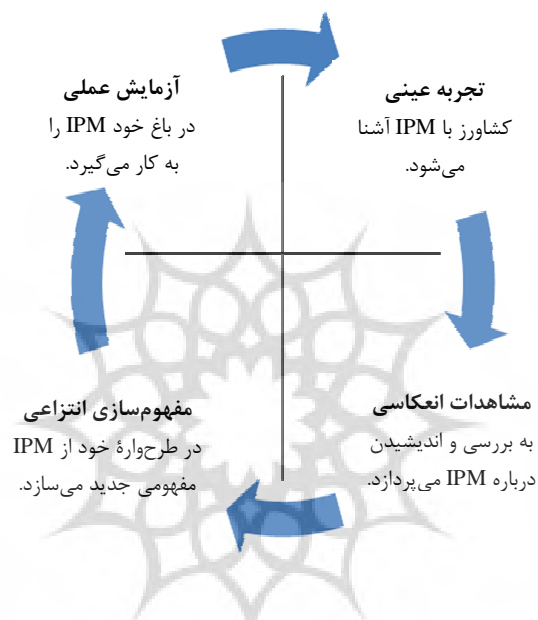 تجربه عینی
کشاورز با IPM آشنا
می‌شود.
آزمایش عملی
در باغ خود IPM را
به کار می‌گیرد.
مشاهدات انعکاسی
به بررسی و اندیشیدن
درباره IPM می‌پردازد.
مفهوم‌سازی انتزاعی
در طرح‌وارهٔ خود از IPM
مفهومی جدید می‌سازد.